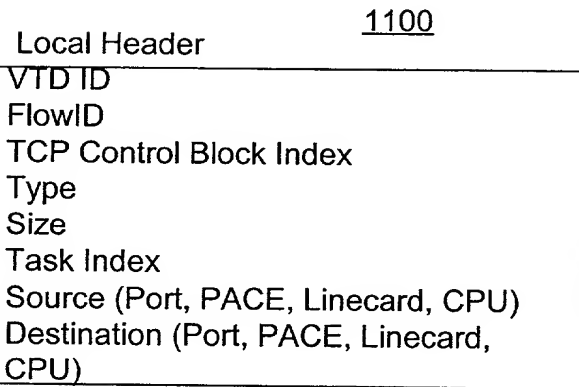 1100
Local Header
VTD ID
FlowID
TCP Control Block Index
Type
Size
Task Index
Source (Port, PACE, Linecard, CPU)
Destination (Port, PACE, Linecard,
CPU)